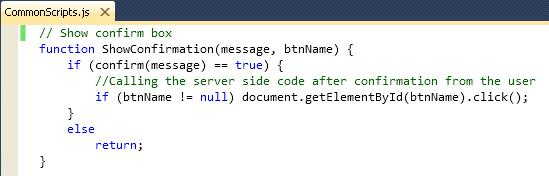 CommonScripts.js
// Show confirm box
function ShowConfirmation(message, btnName) {
if (confirm(message) == true) {
//Calling the server side code after confirmation from the user
if (btnName != null) document.getElementById(btnName).click();
}
else
return;
}